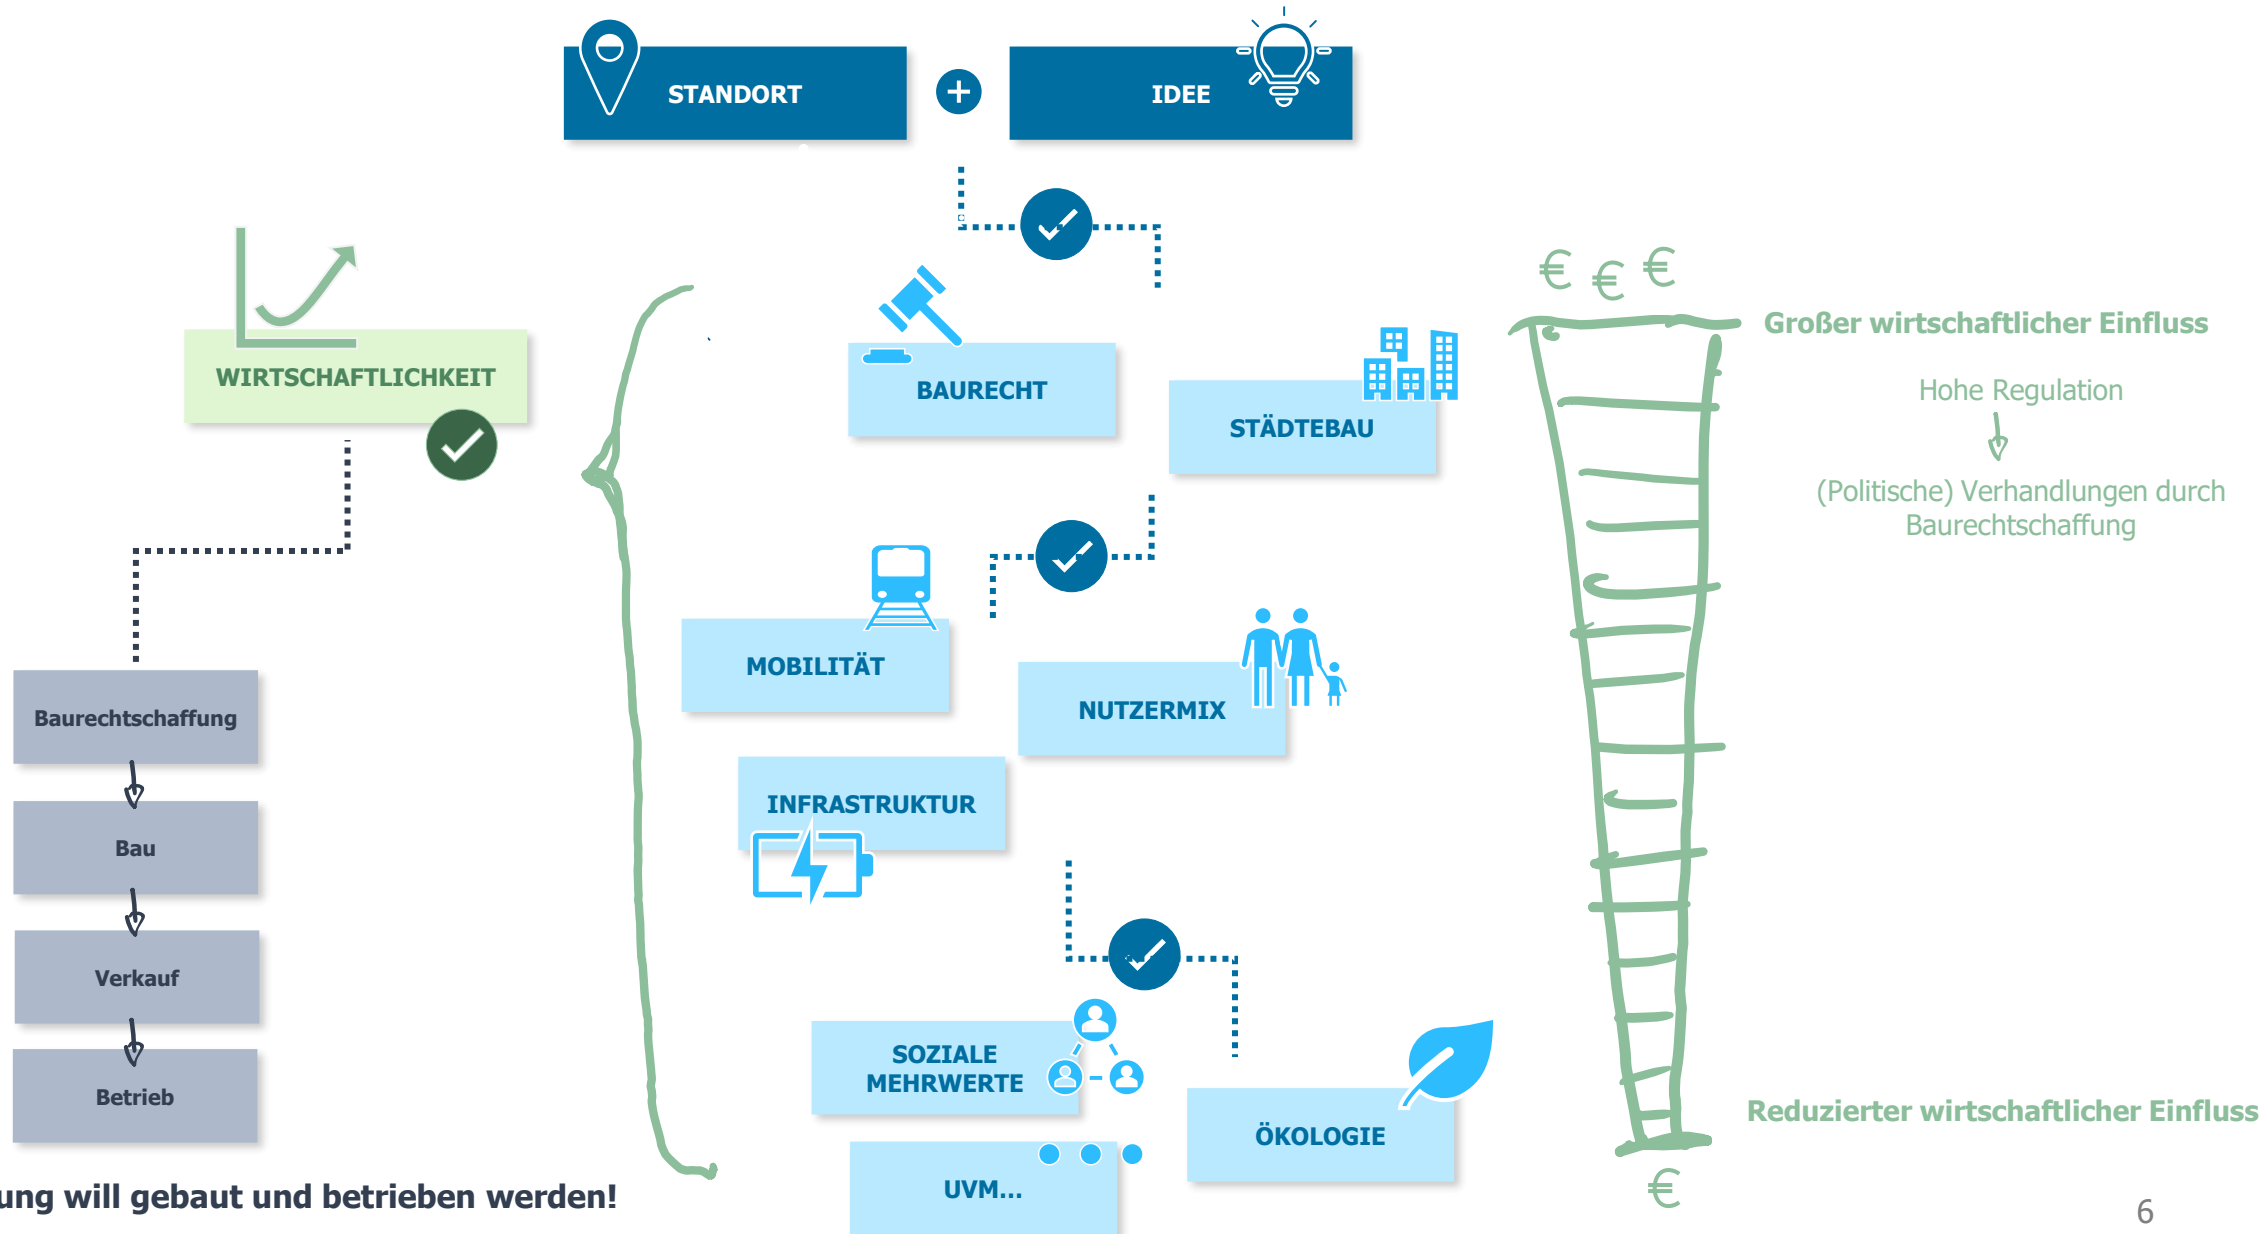 STANDORT
IDEE
WIRTSCHAFTLICHKEIT
BAURECHT
STÄDTEBAU
MOBILITÄT
NUTZERMIX
INFRASTRUKTUR
SOZIALE
MEHRWERTE
ÖKOLOGIE
UVM...
€ € €
Großer wirtschaftlicher Einfluss
Hohe Regulation
(Politische) Verhandlungen durch
Baurechtschaffung
Reduzierter wirtschaftlicher Einfluss
€
Baurechtschaffung
Bau
Verkauf
Betrieb
will gebaut und betrieben werden!
6